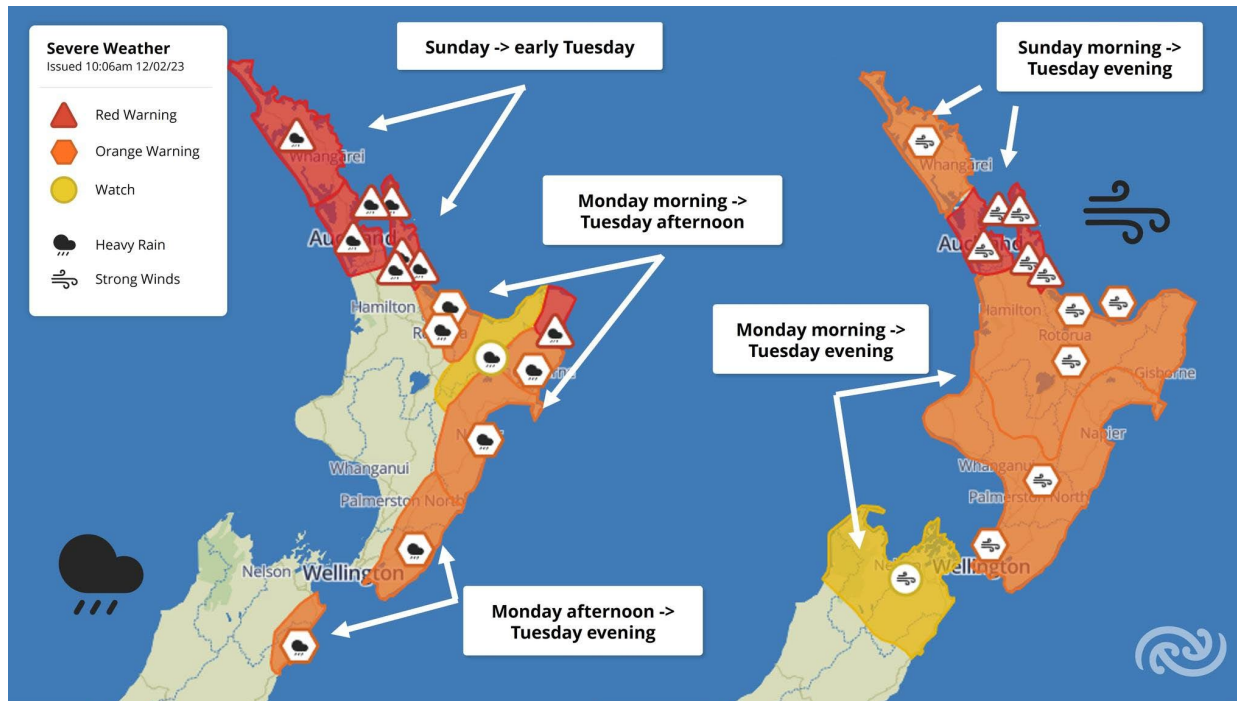 Severe Weather
Issued 10:06am 12/02/23
Red Warning
Orange Warning
Watch
Heavy Rain
Strong Winds
Sunday -> early Tuesday
Monday morning ->
Tuesday afternoon
Monday afternoon ->
Tuesday evening
Whangārei
Hamilton
Whanganui
Palmerston North
Nelson
Wellington
Sunday morning ->
Tuesday evening
Monday morning ->
Tuesday evening
Whangārei
Auckland
Hamilton
Rotorua
Gisborne
Napier
Whanganui
Palmerston North
Wellington